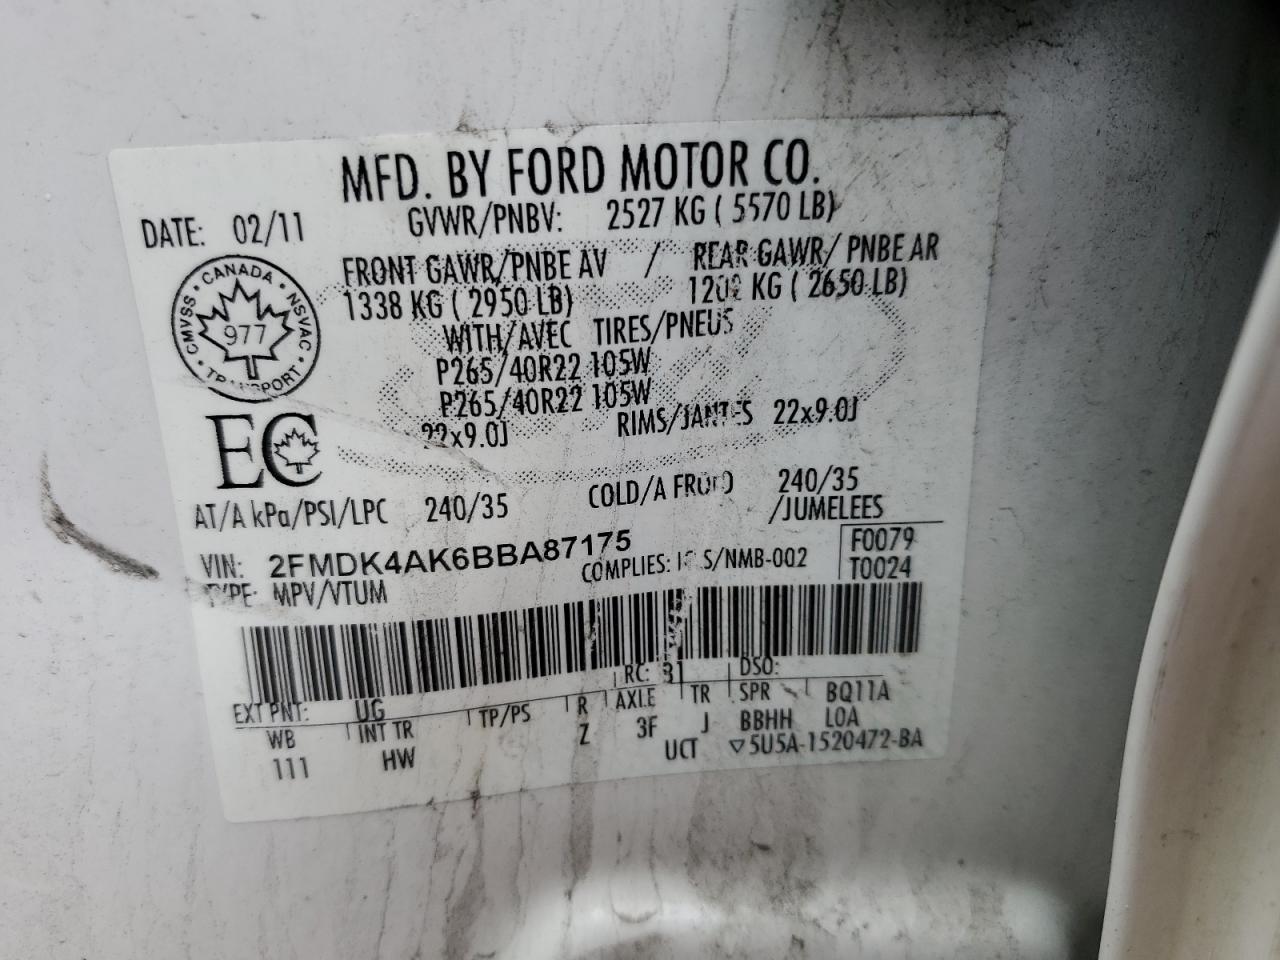 MFD. BY FORD MOTOR CO.
DATE: 02/11 GVWR/PNBV: 2527 KG ( 5570 LB)
FRONT GAWR/PNBE AV / REAR GAWR/ PNBE AR
1338 KG ( 2950 LB) 1202 KG ( 2650 LB)
WITH/AVEC TIRES/PNEUS
P265/40R22 105W
P265/40R22 105W
22x9.0J RIMS/JANTES 22x9.0J
CANADA
CMVSS NSVAC
977
TRANSPORT
EC
AT/A kPa/PSI/LPC 240/35 COLD/A FROID 240/35
/JUMELEES
VIN: 2FMDK4AK6BBA87175 COMPLIES: S/NMB-002 F0079
TYPE: MPV/VTUM T0024
RC: 31 DSO:
EXT PNT: UG R AXLE TR SPR BQ11A
WB INT TR TP/PS Z 3F J BBHH LOA
111 HW UCT ▽5U5A-1520472-BA